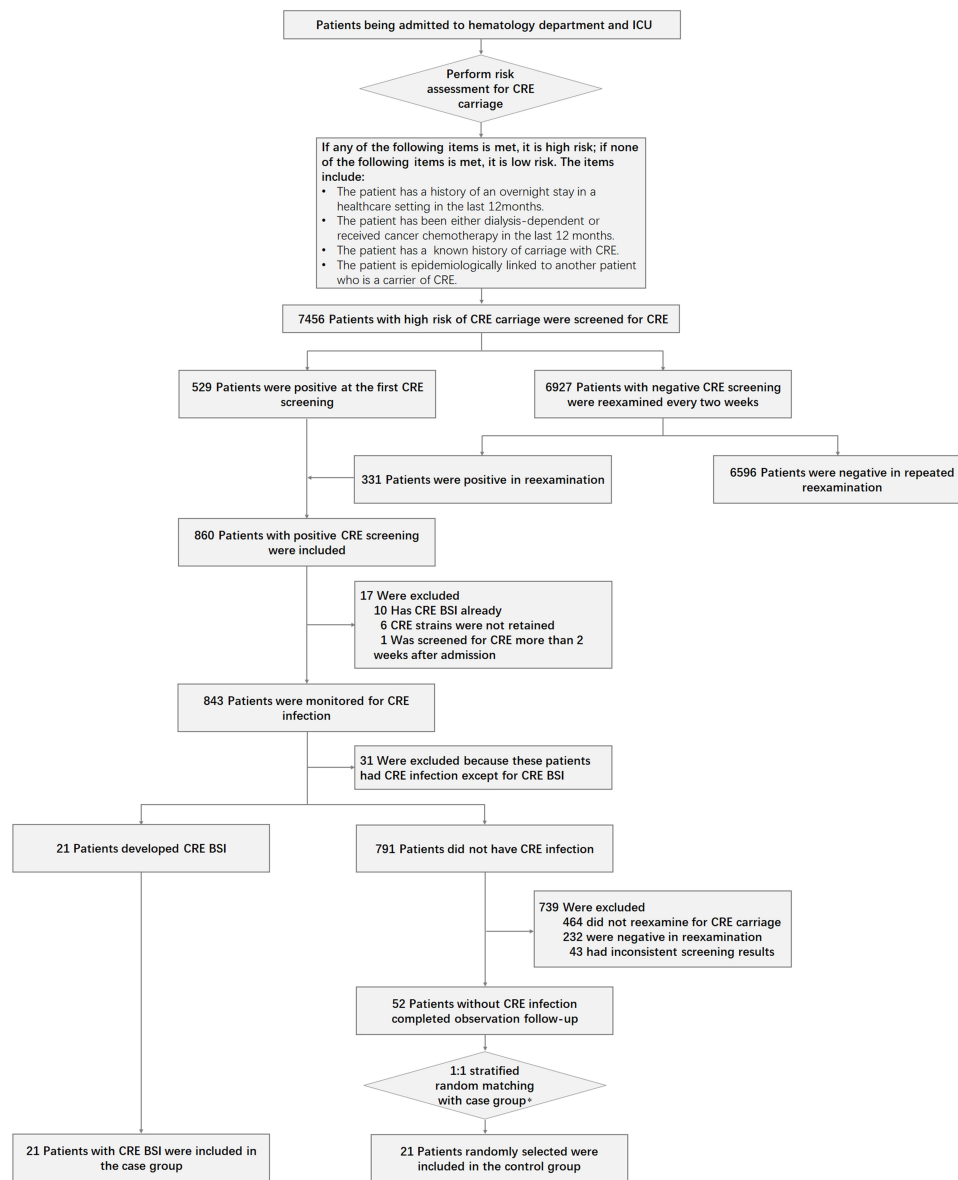 Patients being admitted to hematology department and ICU
Perform risk
assessment for CRE
carriage
If any of the following items is met, it is high risk; if none
of the following items is met, it is low risk. The items
include:
• The patient has a history of an overnight stay in a
healthcare setting in the last 12months.
• The patient has been either dialysis-dependent or
received cancer chemotherapy in the last 12 months.
• The patient has a known history of carriage with CRE.
• The patient is epidemiologically linked to another patient
who is a carrier of CRE.
7456 Patients with high risk of CRE carriage were screened for CRE
529 Patients were positive at the first CRE
screening
6927 Patients with negative CRE screening
were reexamined every two weeks
331 Patients were positive in reexamination
6596 Patients were negative in repeated
reexamination
860 Patients with positive CRE screening
were included
17 Were excluded
10 Has CRE BSI already
6 CRE strains were not retained
1 Was screened for CRE more than 2
weeks after admission
843 Patients were monitored for CRE
infection
31 Were excluded because these patients
had CRE infection except for CRE BSI
21 Patients developed CRE BSI
791 Patients did not have CRE infection
739 Were excluded
464 did not reexamine for CRE carriage
232 were negative in reexamination
43 had inconsistent screening results
52 Patients without CRE infection
completed observation follow-up
1:1 stratified
random matching
with case group*
21 Patients with CRE BSI were included in
the case group
21 Patients randomly selected were
included in the control group